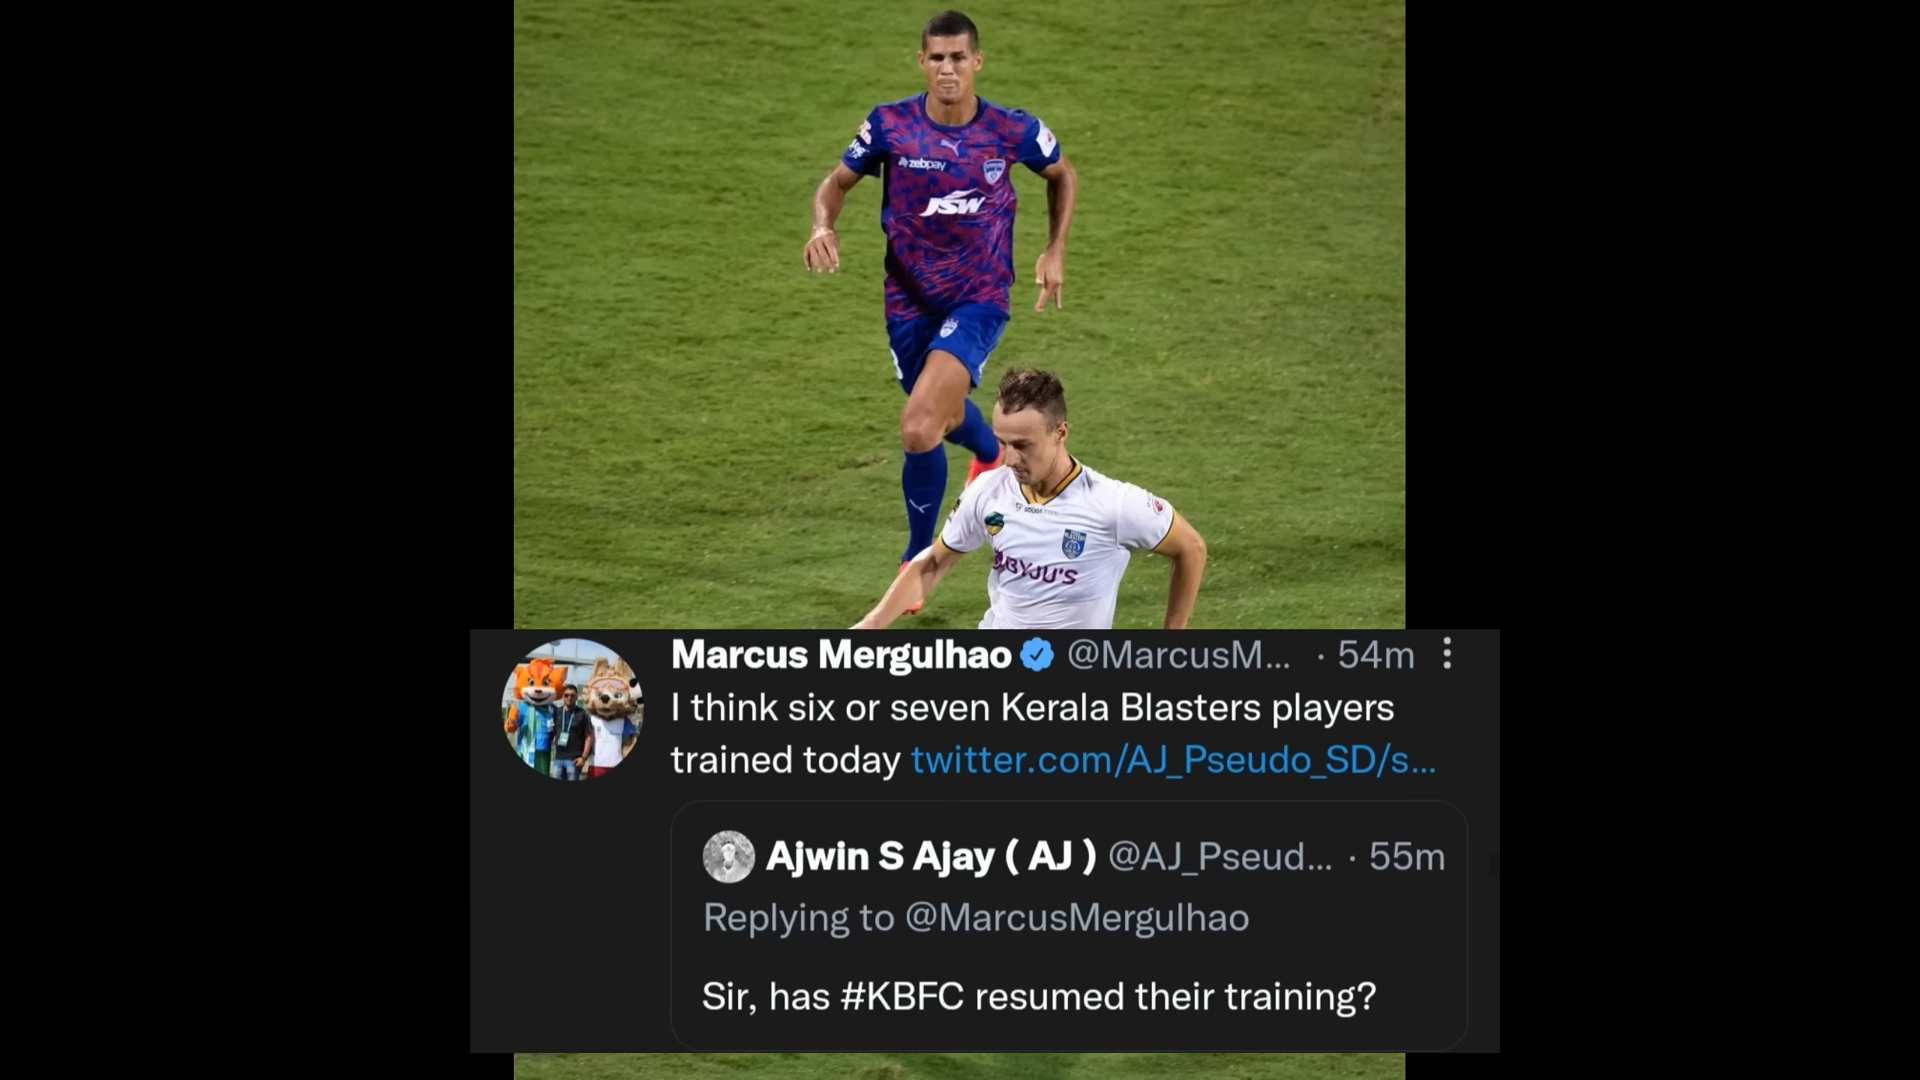 zebpay
JSW
BYJU'S
Marcus Mergulhao @MarcusM... · 54m
I think six or seven Kerala Blasters players
trained today twitter.com/AJ_Pseudo_SD/s...
Ajwin S Ajay ( AJ ) @AJ_Pseud... · 55m
Replying to @MarcusMergulhao
Sir, has #KBFC resumed their training?